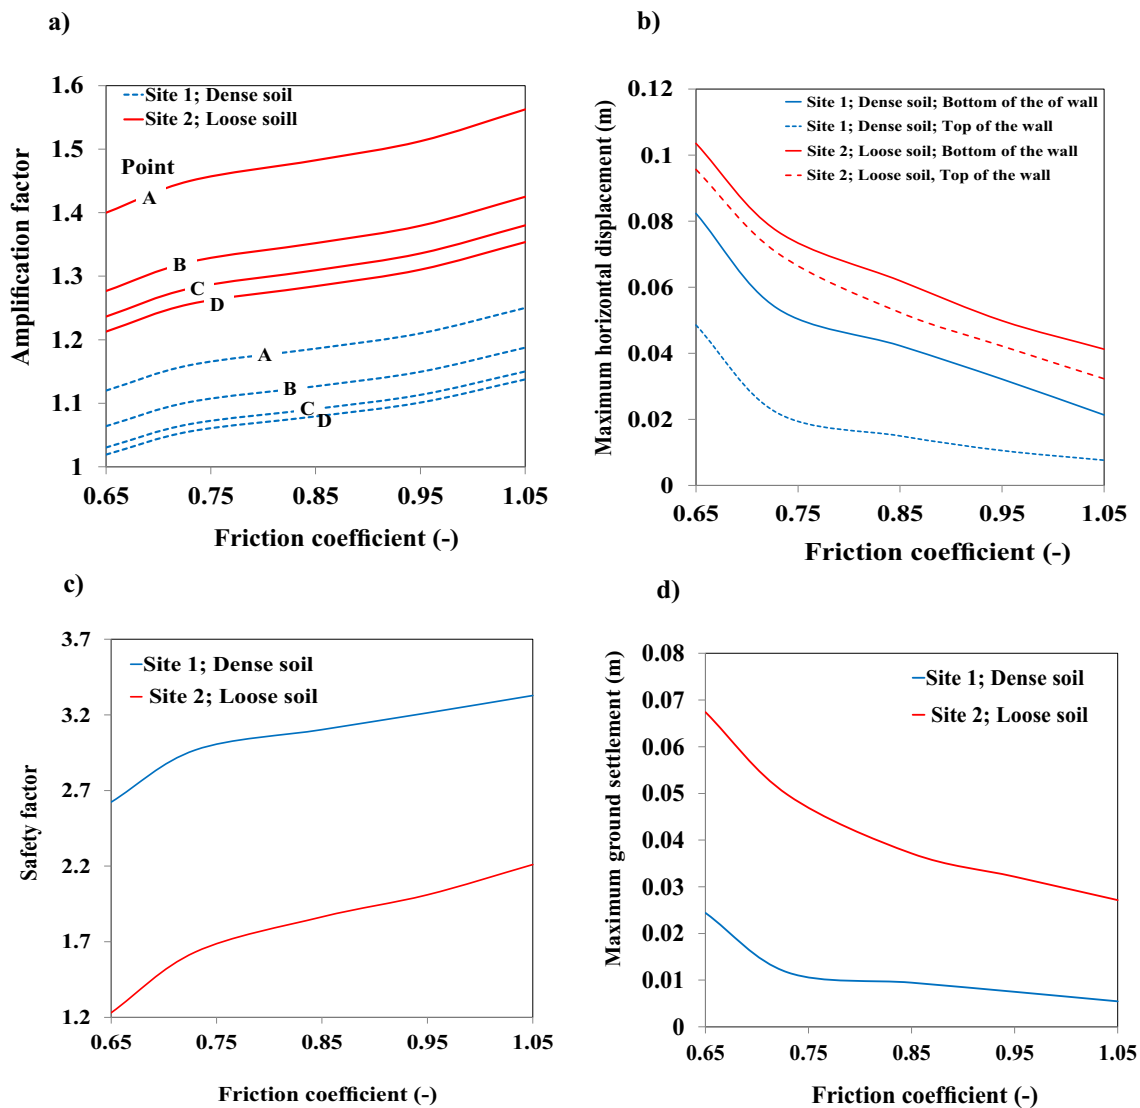 a)
Amplification factor
1.6
1.5
1.4
1.3
1.2
1.1
1
Site 1; Dense soil
Site 2; Loose soill
Point
A
B
C
D
A
B
C
D
0.65
0.75
0.85
0.95
1.05
Friction coefficient (-)
b)
Maximum horizontal displacement (m)
0.12
0.1
0.08
0.06
0.04
0.02
0
Site 1; Dense soil; Bottom of the of wall
Site 1; Dense soil; Top of the wall
Site 2; Loose soil; Bottom of the wall
Site 2; Loose soil, Top of the wall
0.65
0.75
0.85
0.95
1.05
Friction coefficient (-)
c)
Safety factor
3.7
3.2
2.7
2.2
1.7
1.2
Site 1; Dense soil
Site 2; Loose soil
0.65
0.75
0.85
0.95
1.05
Friction coefficient (-)
d)
Maximum ground settlement (m)
0.08
0.07
0.06
0.05
0.04
0.03
0.02
0.01
0
Site 1; Dense soil
Site 2; Loose soil
0.65
0.75
0.85
0.95
1.05
Friction coefficient (-)